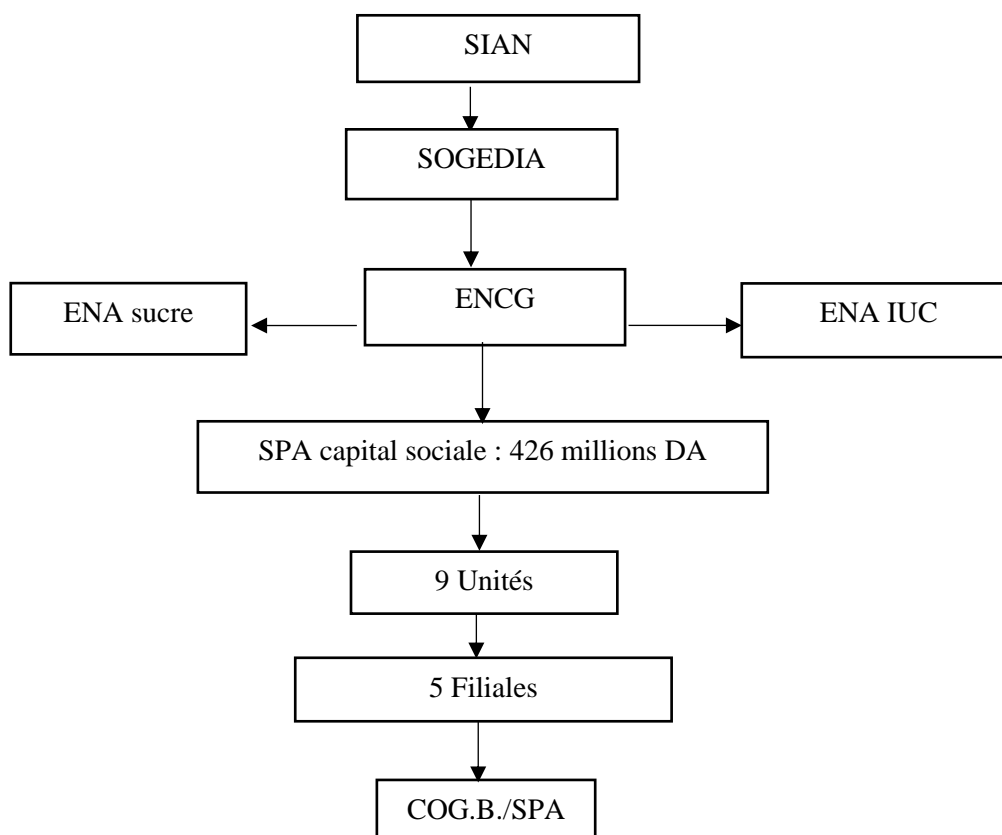 SIAN
SOGEDIA
ENCG
ENA sucre
ENA IUC
SPA capital sociale : 426 millions DA
9 Unités
5 Filiales
COG.B./SPA